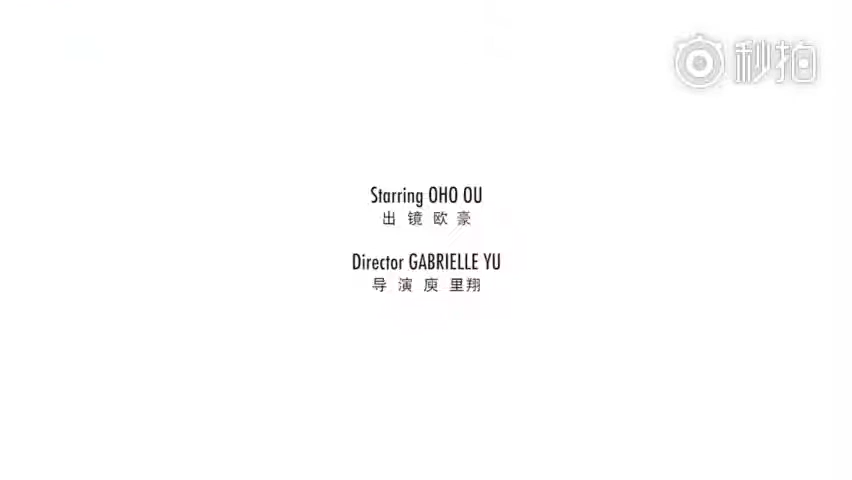 秒拍
Starring OHO OU
出 镜 欧 豪
Director GABRIELLE YU
导 演 庾 里翔